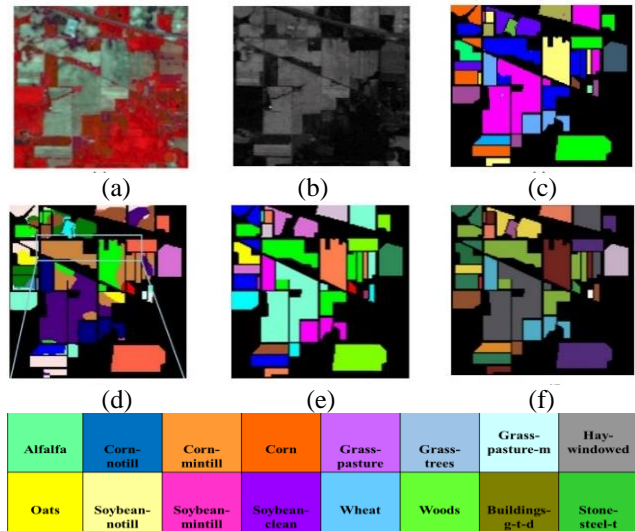 (a) (b) (c)
(d) (e) (f)
Alfalfa Corn-notill Corn-mintill Corn Grass-pasture Grass-trees Grass-pasture-m Hay-windowed
Oats Soybean-notill Soybean-mintill Soybean-clean Wheat Woods Buildings-g-t-d Stone-steel-t